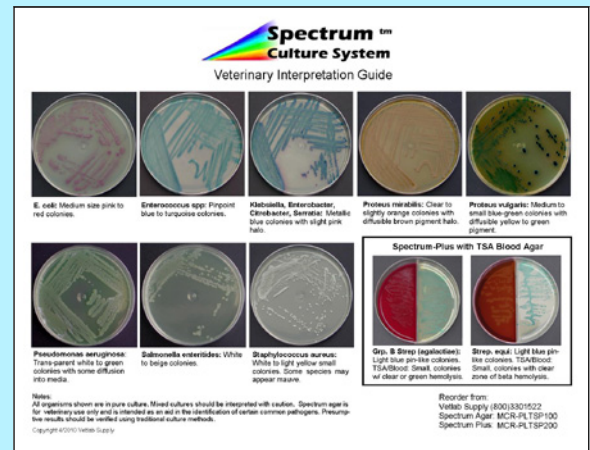 Spectrum ™
Culture System
Veterinary Interpretation Guide
E. coli: Medium size pink to
red colonies.
Enterococcus spp: Pinpoint
blue to turquoise colonies.
Klebsiella, Enterobacter,
Citrobacter, Serratia: Metallic
blue colonies with slight pink
halo.
Proteus mirabilis: Clear to
slightly orange colonies with
diffusible brown pigment halo.
Proteus vulgaris: Medium to
small blue-green colonies with
diffusible yellow to green
pigment.
Pseudomonas aeruginosa:
Trans-parent white to green
colonies with some diffusion
into media.
Salmonella enteritides: White
to beige colonies.
Staphylococcus aureus:
White to light yellow small
colonies. Some species may
appear mauve.
Spectrum-Plus with TSA Blood Agar
Grp. B Strep (agalactiae):
Light blue pin-like colonies.
TSA/Blood: Small, colonies
w/ clear or green hemolysis.
Strep. equi: Light blue pin-
like colonies. TSA/Blood:
Small, colonies with clear
zone of beta hemolysis.
Notes:
All organisms shown are in pure culture. Mixed cultures should be interpreted with caution. Spectrum agar is
for veterinary use only and is intended as an aid in the identification of certain common pathogens. Presump-
tive results should be verified using traditional culture methods.
Copyright 4/2010 Vetlab Supply
Reorder from:
Vetlab Supply (800)3301522
Spectrum Agar: MCR-PLTSP100
Spectrum Plus: MCR-PLTSP200